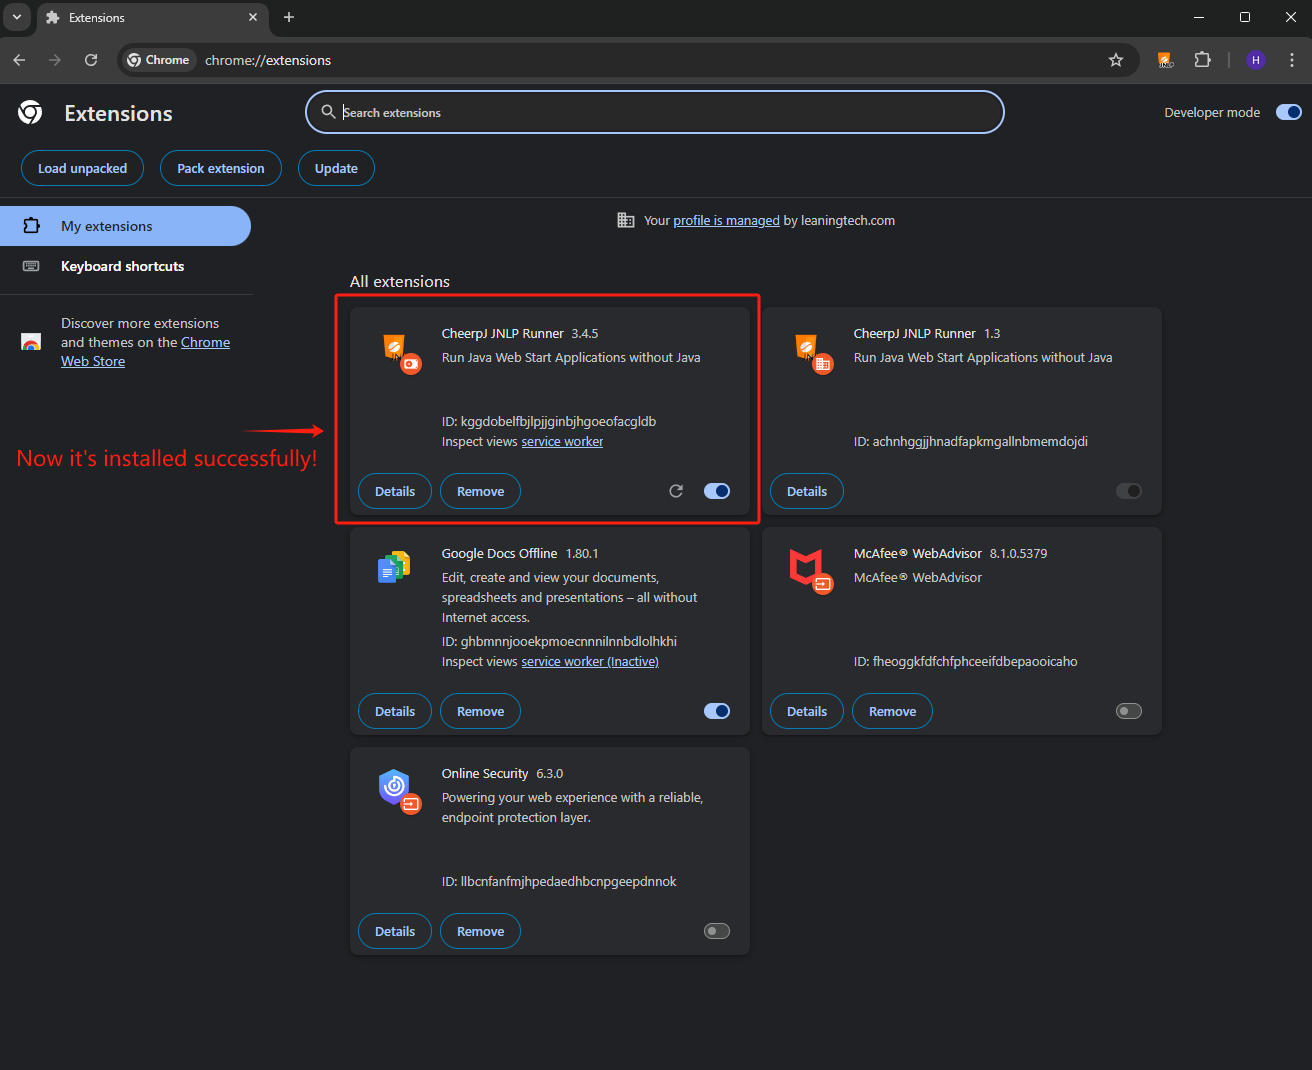 Extensions
Chrome
chrome://extensions
H
Extensions
Search extensions
Developer mode
Load unpacked
Pack extension
Update
My extensions
Keyboard shortcuts
Discover more extensions
and themes on the Chrome
Web Store
Your profile is managed by leaningtech.com
All extensions
CheerpJ JNLP Runner 3.4.5
Run Java Web Start Applications without Java
ID: kggdobelfbjlpjjginbjhgoeofacgldb
Inspect views service worker
Details
Remove
CheerpJ JNLP Runner 1.3
Run Java Web Start Applications without Java
ID: achnhggjjhnadfapkmgallnbmemdojdi
Details
Now it's installed successfully!
Google Docs Offline 1.80.1
Edit, create and view your documents,
spreadsheets and presentations – all without
Internet access.
ID: ghbmnnjooekpmoecnnnilnnbdlolhkhi
Inspect views service worker (Inactive)
Details
Remove
McAfee® WebAdvisor 8.1.0.5379
McAfee® WebAdvisor
ID: fheoggkfdfchfphceeifdbepaooicaho
Details
Remove
Online Security 6.3.0
Powering your web experience with a reliable,
endpoint protection layer.
ID: llbcnfanfmjhpedaedhbcnpgeepdnnok
Details
Remove